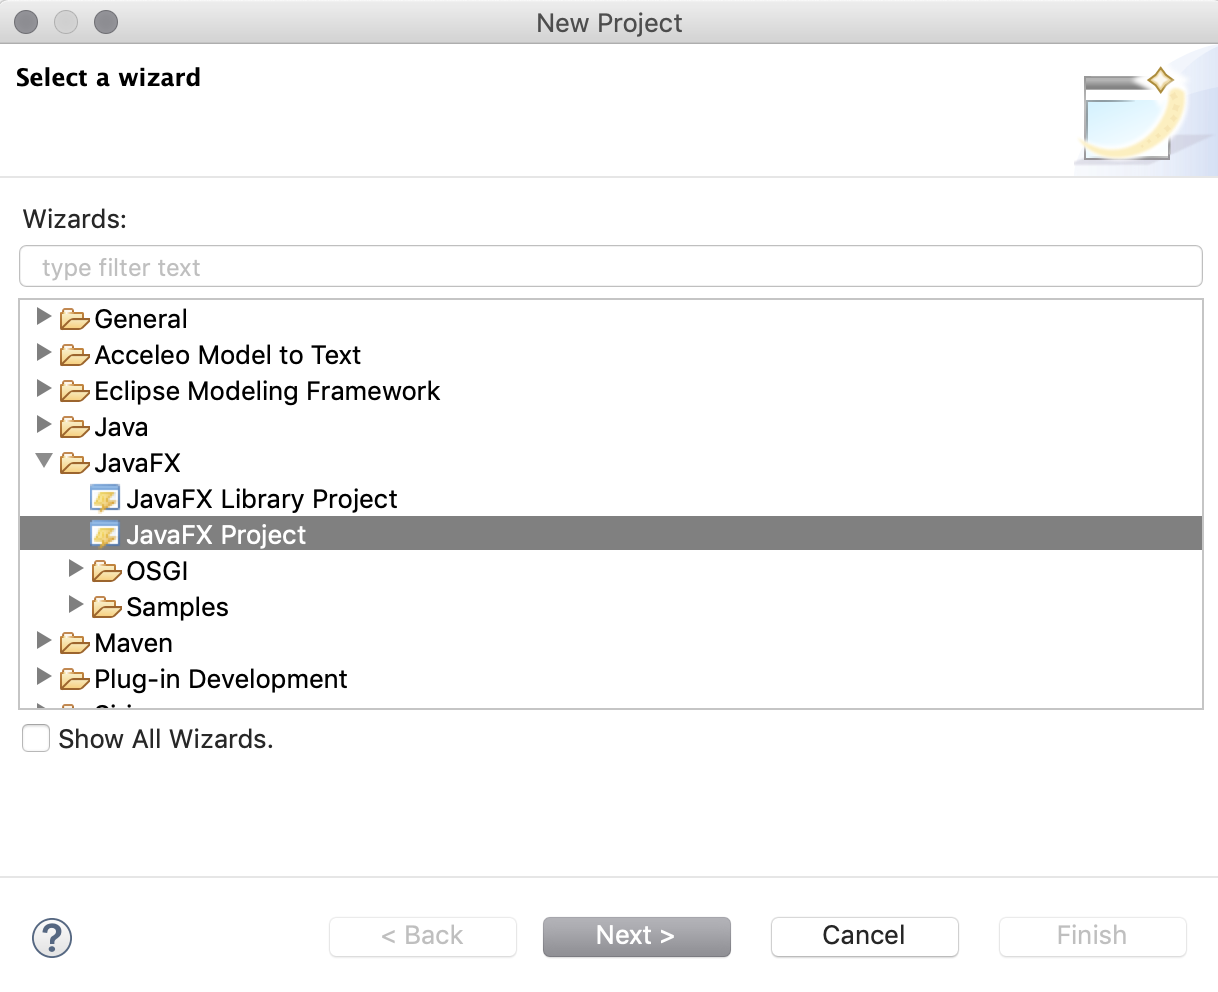 New Project
Select a wizard
Wizards:
type filter text
General
Acceleo Model to Text
Eclipse Modeling Framework
Java
JavaFX
JavaFX Library Project
JavaFX Project
OSGI
Samples
Maven
Plug-in Development
Show All Wizards.
? < Back Next > Cancel Finish